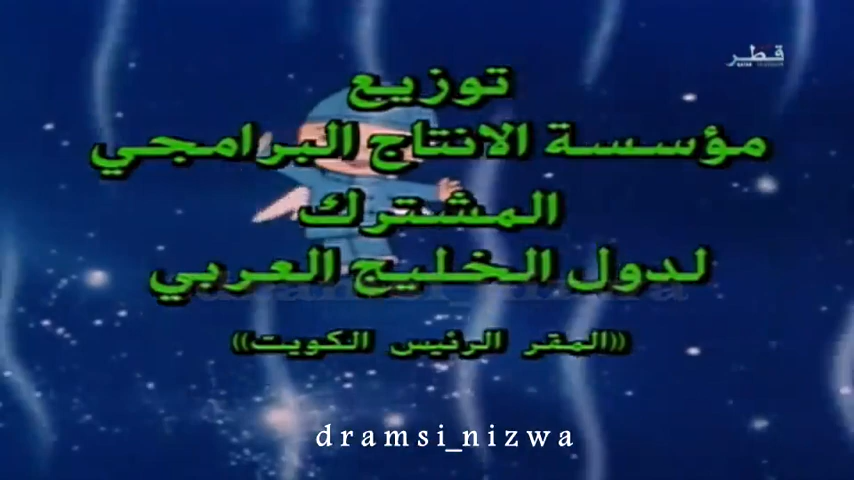 قطر
توزيع
مؤسسة الانتاج البرامجي
المشترك
لدول الخليج العربي
((المقر الرئيس الكويت))
dramsi_nizwa